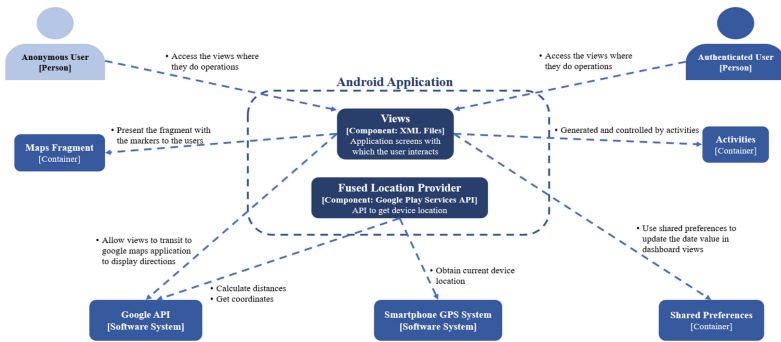 Anonymous User
[Person]
• Access the views where
they do operations
• Access the views where
they do operations
Authenticated User
[Person]
Android Application
Views
[Component: XML Files]
Application screens with
which the user interacts
Maps Fragment
[Container]
• Present the fragment with
the markers to the users
• Generated and controlled by activities
Activities
[Container]
Fused Location Provider
[Component: Google Play Services API]
API to get device location
• Allow views to transit to
google maps application
to display directions
• Calculate distances
• Get coordinates
• Obtain current device
location
• Use shared preferences to
update the date value in
dashboard views
Google API
[Software System]
Smartphone GPS System
[Software System]
Shared Preferences
[Container]